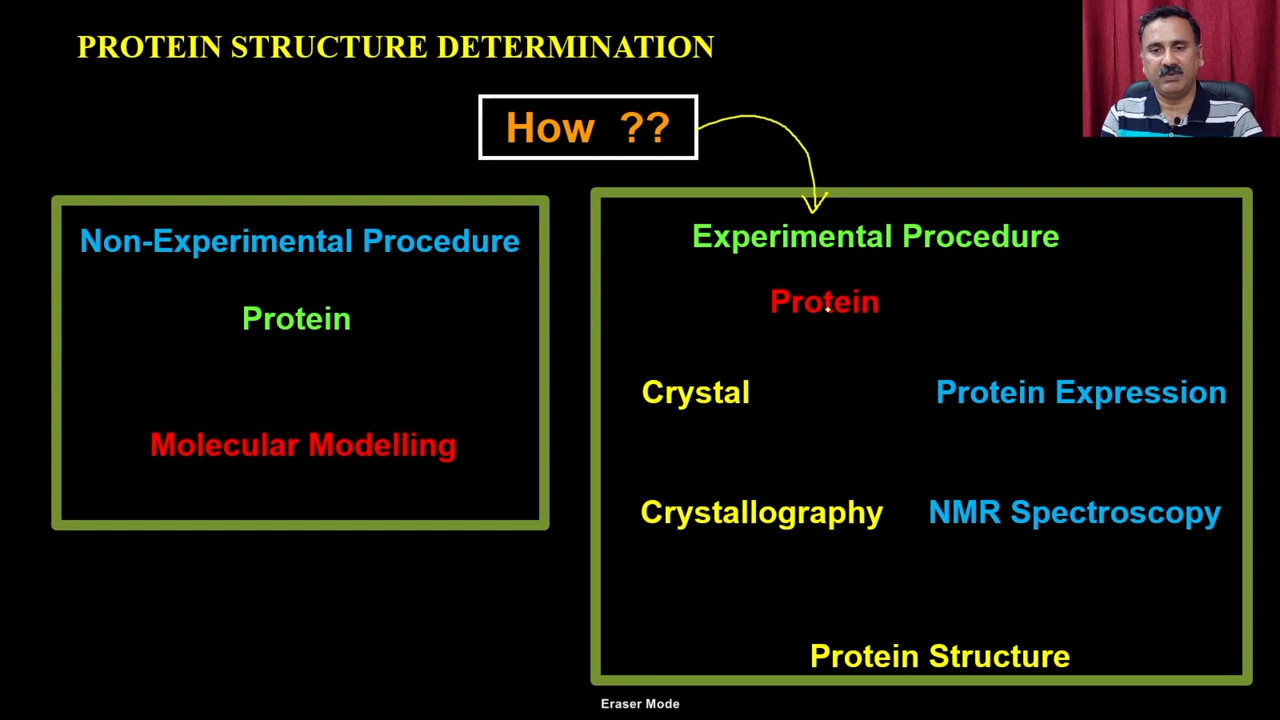 PROTEIN STRUCTURE DETERMINATION
How ??
Non-Experimental Procedure
Protein
Molecular Modelling
Experimental Procedure
Protein
Crystal
Protein Expression
Crystallography
NMR Spectroscopy
Protein Structure
Eraser Mode